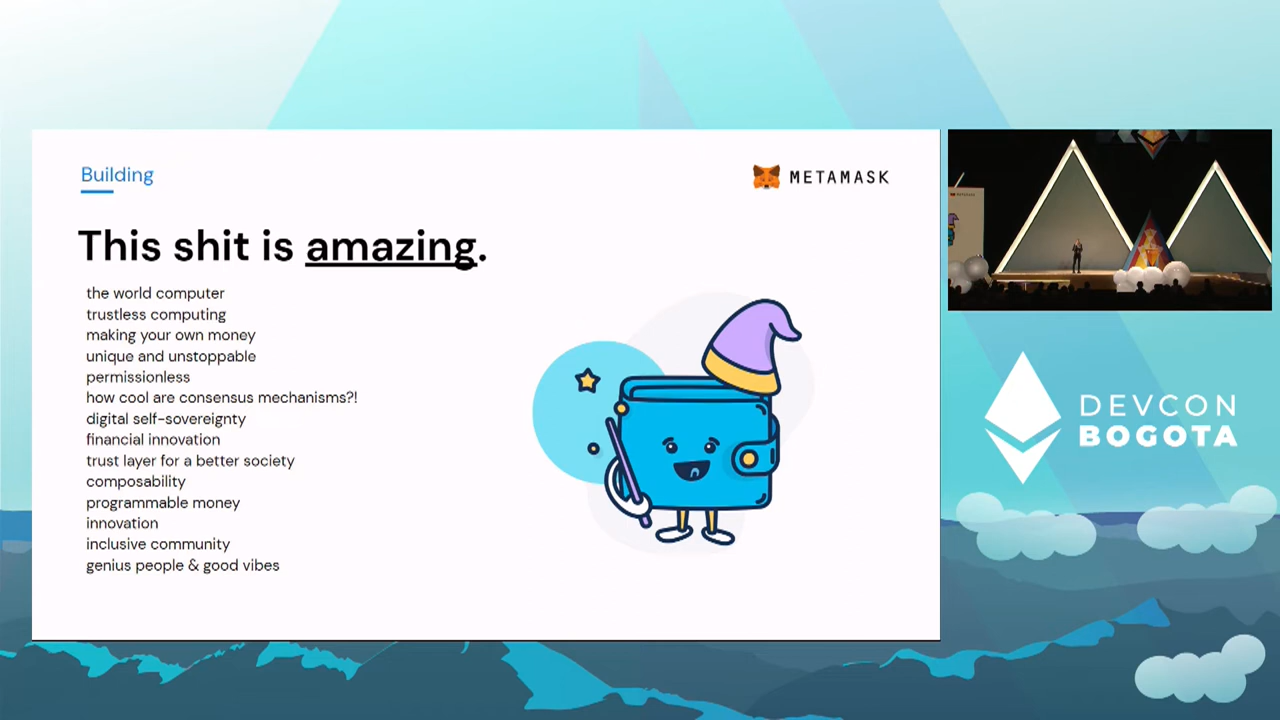 Building
METAMASK
This shit is amazing.
the world computer
trustless computing
making your own money
unique and unstoppable
permissionless
how cool are consensus mechanisms?!
digital self-sovereignty
financial innovation
trust layer for a better society
composability
programmable money
innovation
inclusive community
genius people & good vibes
DEVCON
BOGOTA